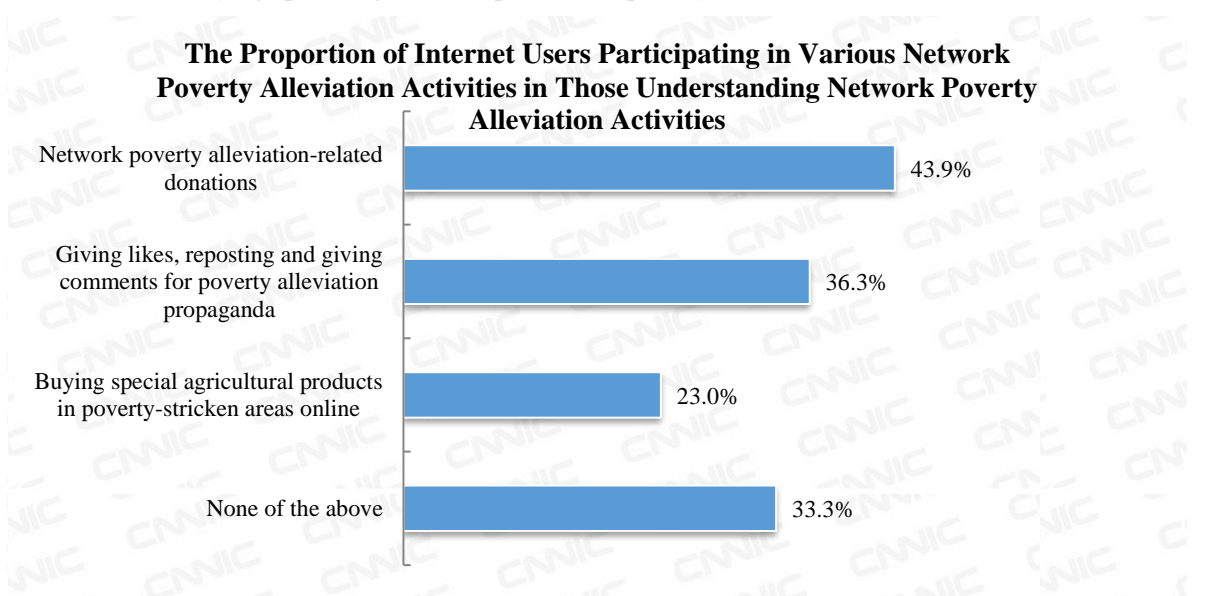 The Proportion of Internet Users Participating in Various Network
Poverty Alleviation Activities in Those Understanding Network Poverty
Alleviation Activities
Network poverty alleviation-related
donations
43.9%
Giving likes, reposting and giving
comments for poverty alleviation
propaganda
36.3%
Buying special agricultural products
in poverty-stricken areas online
23.0%
None of the above
33.3%
CNNIC